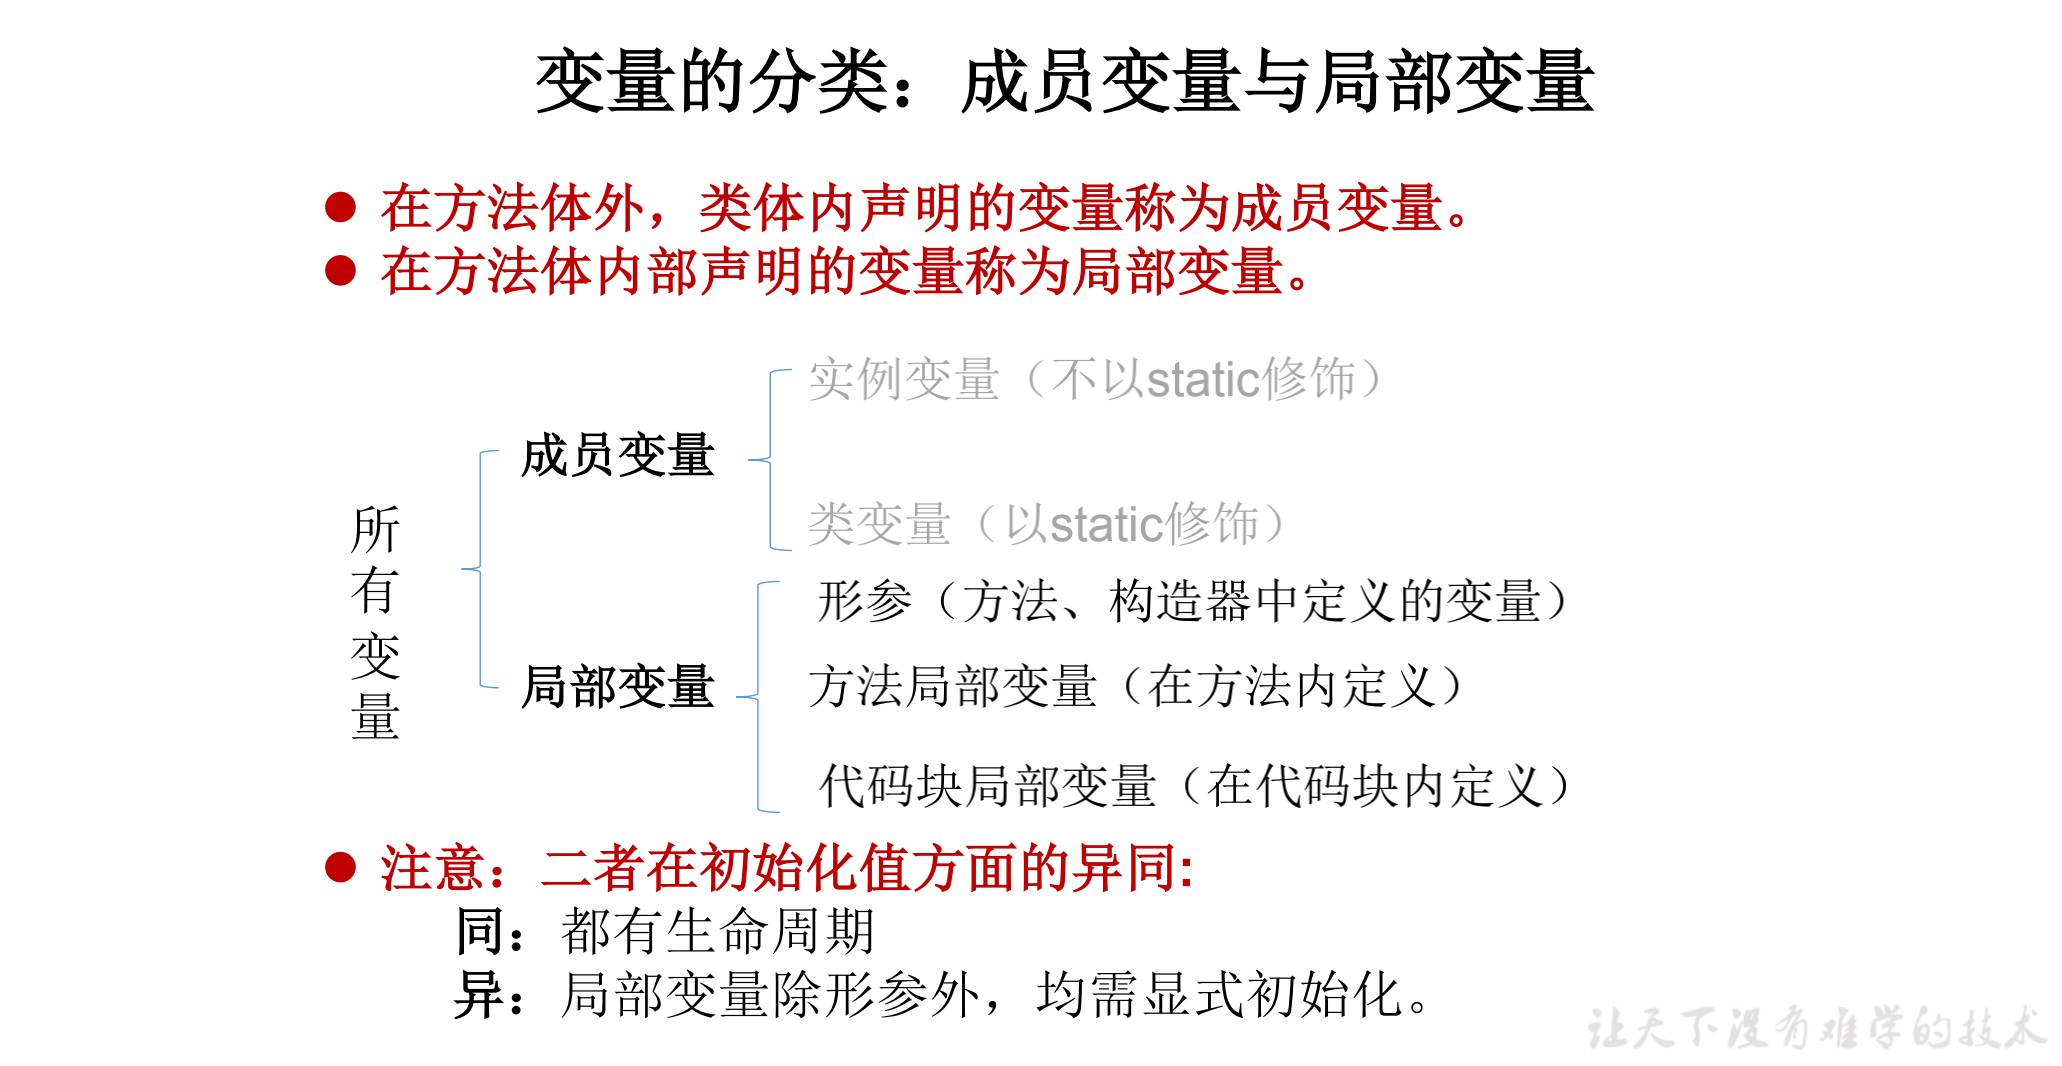 变量的分类：成员变量与局部变量
● 在方法体外，类体内声明的变量称为成员变量。
● 在方法体内部声明的变量称为局部变量。
所有变量
成员变量
实例变量（不以static修饰）
类变量（以static修饰）
局部变量
形参（方法、构造器中定义的变量）
方法局部变量（在方法内定义）
代码块局部变量（在代码块内定义）
● 注意：二者在初始化值方面的异同:
同：都有生命周期
异：局部变量除形参外，均需显式初始化。
让天下没有难学的技术